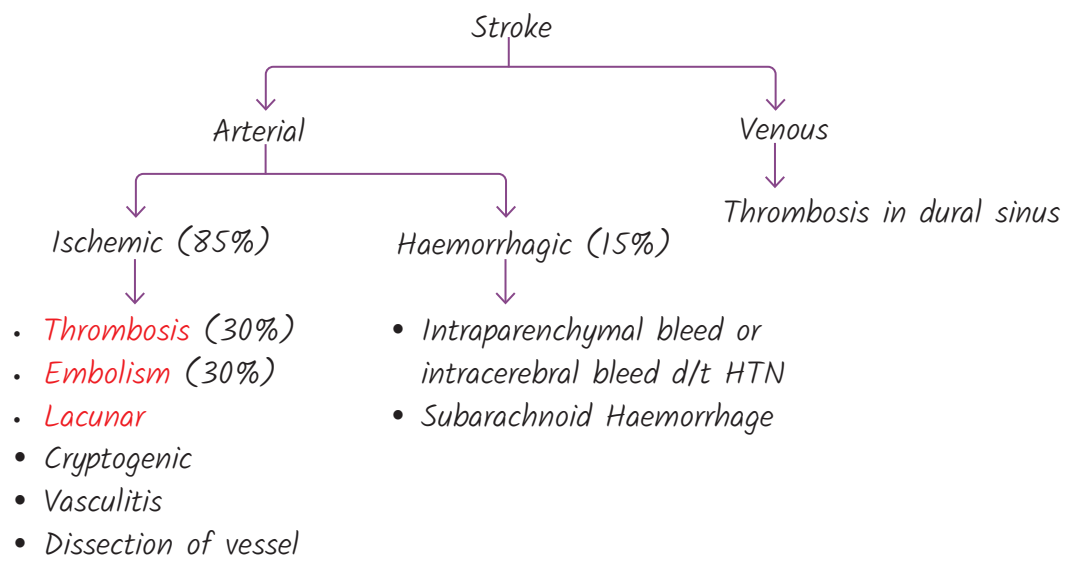 Stroke
Arterial
Venous
Thrombosis in dural sinus
Ischemic (85%)
Haemorrhagic (15%)
• Thrombosis (30%)
• Embolism (30%)
• Lacunar
• Cryptogenic
• Vasculitis
• Dissection of vessel
• Intraparenchymal bleed or
intracerebral bleed d/t HTN
• Subarachnoid Haemorrhage